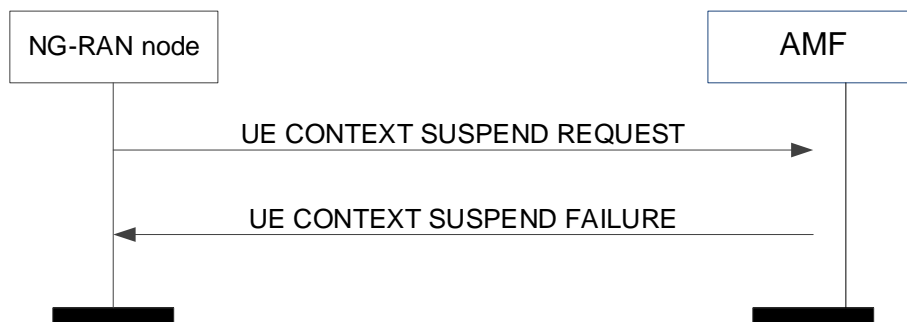 NG-RAN node
AMF
UE CONTEXT SUSPEND REQUEST
UE CONTEXT SUSPEND FAILURE